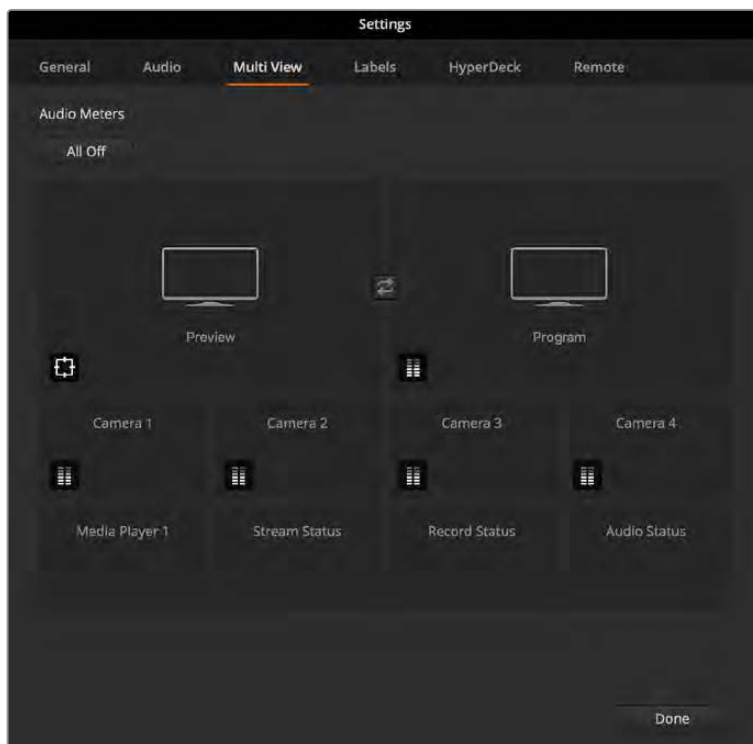 Settings
General Audio Multi View Labels HyperDeck Remote
Audio Meters
All Off
Preview Program
Camera 1 Camera 2 Camera 3 Camera 4
Media Player 1 Stream Status Record Status Audio Status
Done